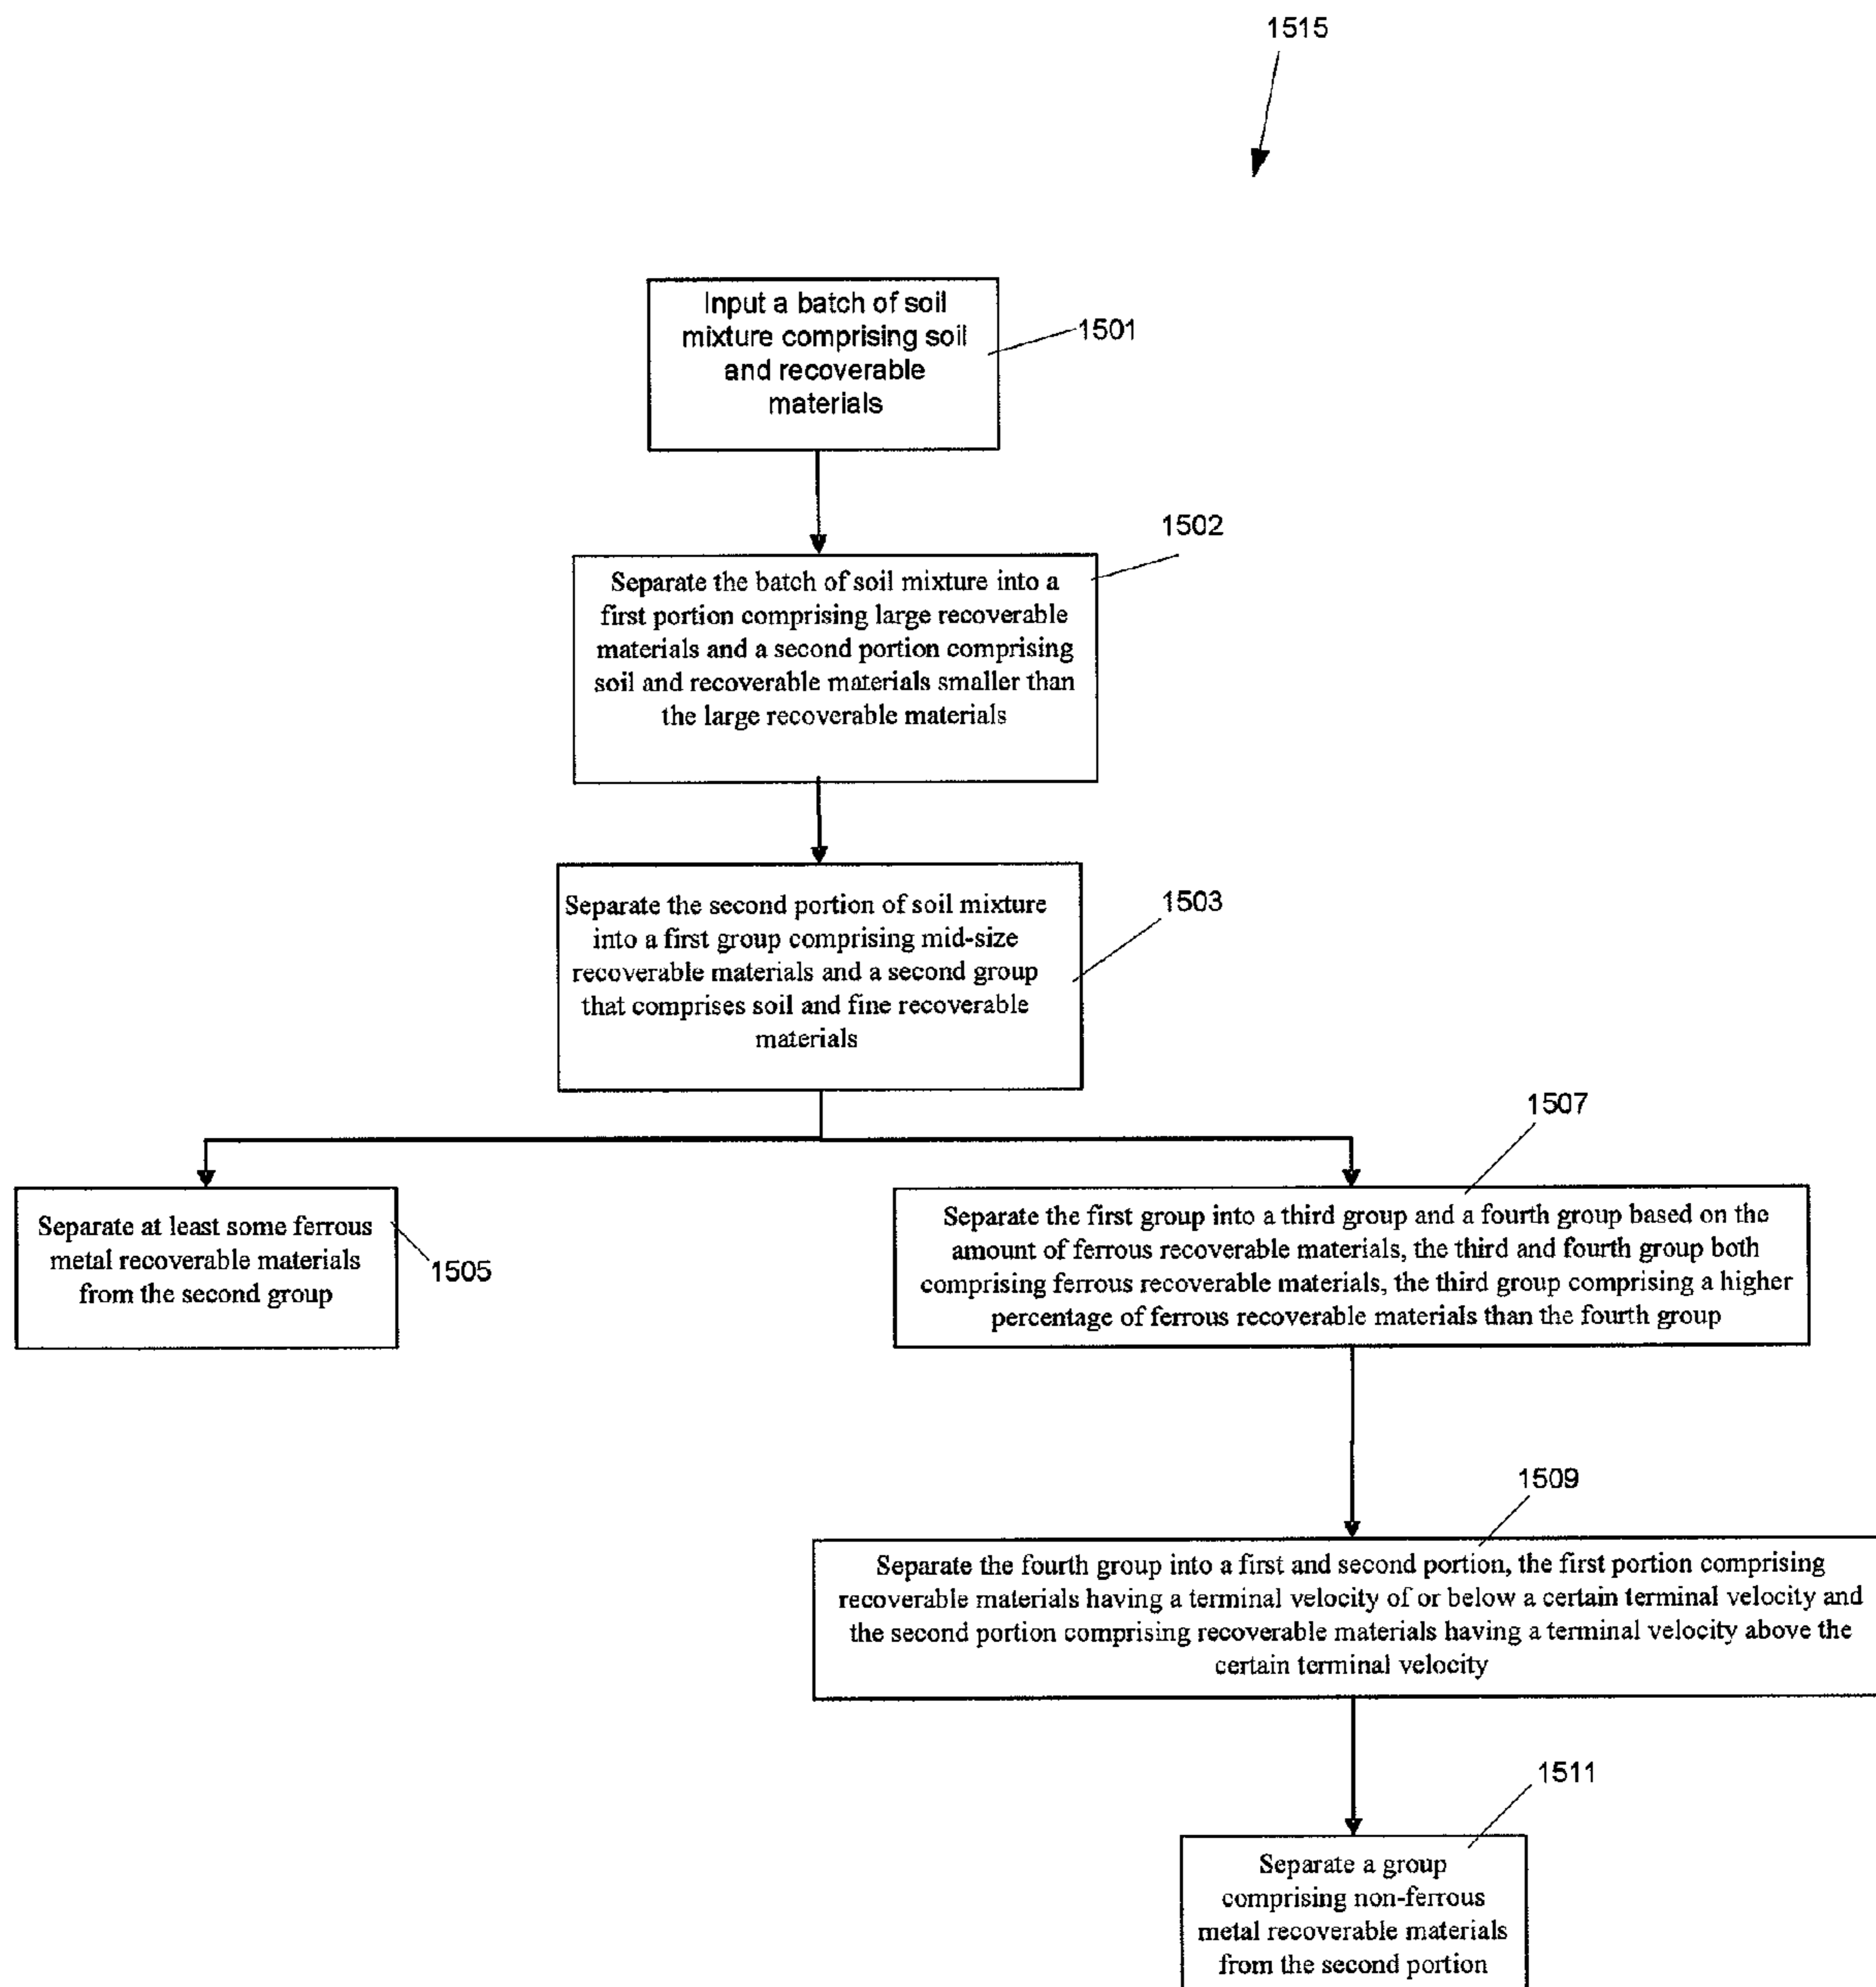 1515
Input a batch of soil
mixture comprising soil
and recoverable
materials
1501
1502
Separate the batch of soil mixture into a
first portion comprising large recoverable
materials and a second portion comprising
soil and recoverable materials smaller than
the large recoverable materials
1503
Separate the second portion of soil mixture
into a first group comprising mid-size
recoverable materials and a second group
that comprises soil and fine recoverable
materials
1507
Separate at least some ferrous
metal recoverable materials
from the second group
1505
Separate the first group into a third group and a fourth group based on the
amount of ferrous recoverable materials, the third and fourth group both
comprising ferrous recoverable materials, the third group comprising a higher
percentage of ferrous recoverable materials than the fourth group
1509
Separate the fourth group into a first and second portion, the first portion comprising
recoverable materials having a terminal velocity of or below a certain terminal velocity and
the second portion comprising recoverable materials having a terminal velocity above the
certain terminal velocity
1511
Separate a group
comprising non-ferrous
metal recoverable materials
from the second portion